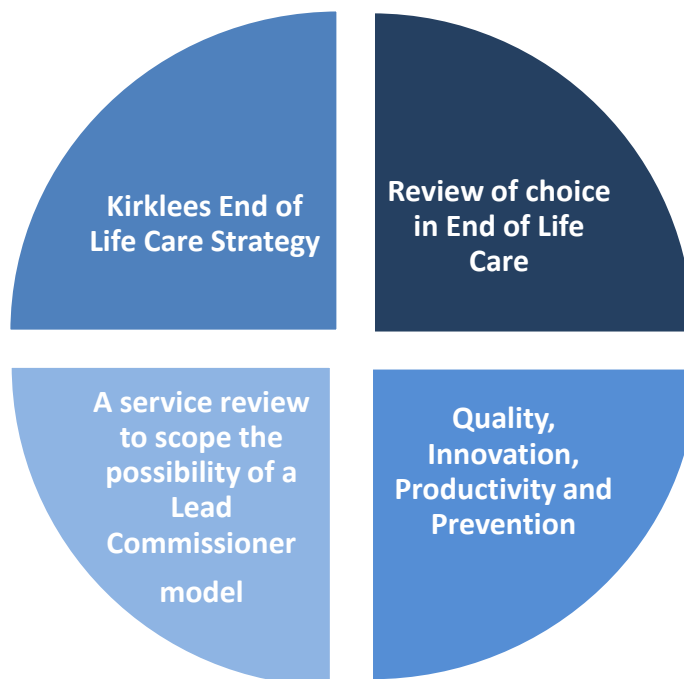 Kirklees End of
Life Care Strategy
Review of choice
in End of Life
Care
A service review
to scope the
possibility of a
Lead
Commissioner
model
Quality,
Innovation,
Productivity and
Prevention